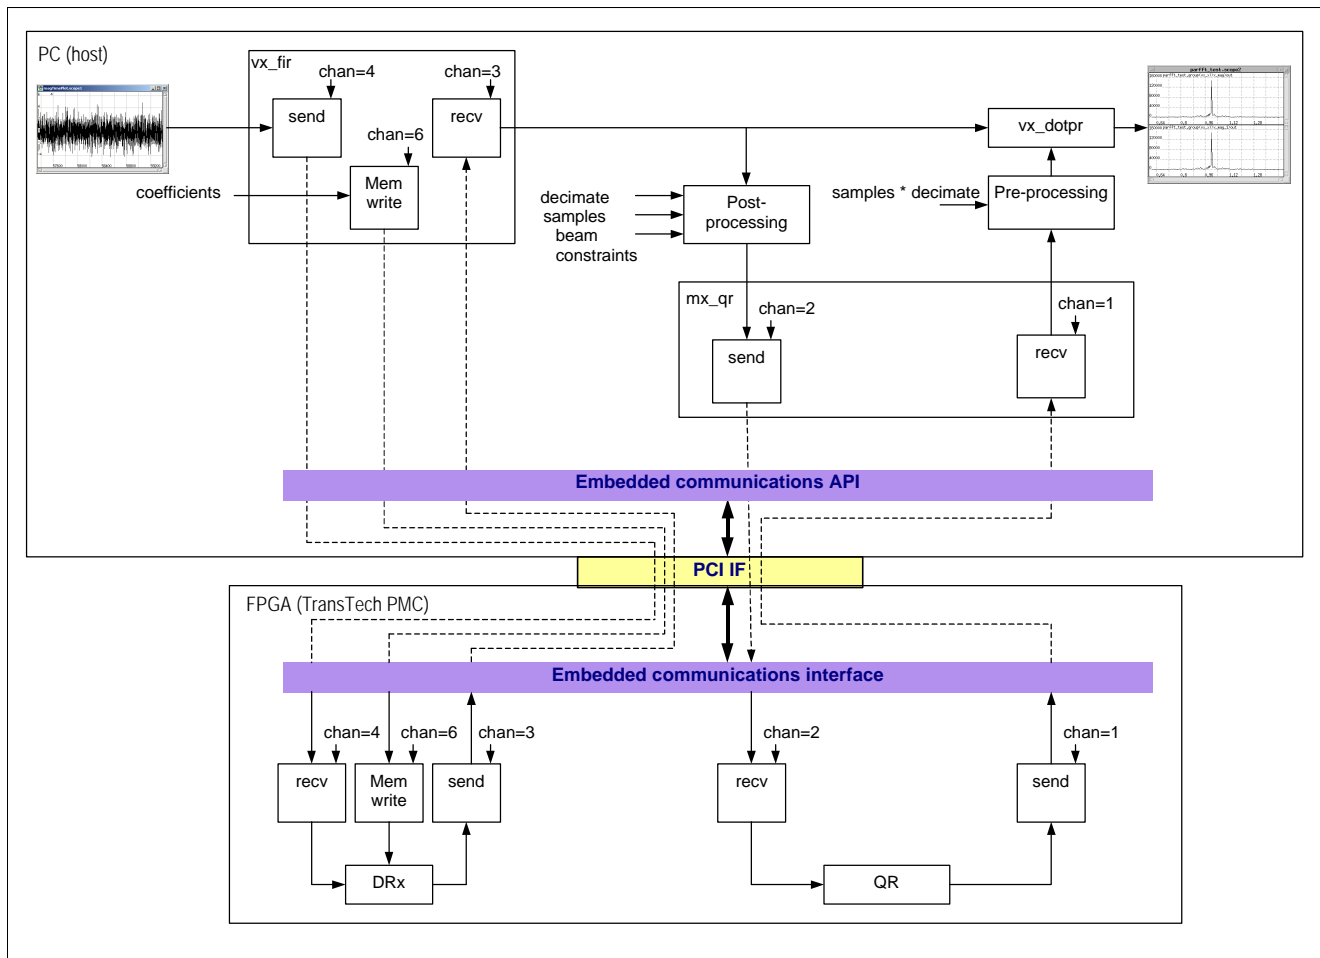 PC (host)
vx_fir
chan=4
chan=3
send
recv
chan=6
Mem
write
coefficients
vx_dotpr
decimate
samples
beam
constraints
Post-
processing
samples * decimate
Pre-processing
mx_qr
chan=2
chan=1
send
recv
Embedded communications API
PCI IF
FPGA (TransTech PMC)
Embedded communications interface
chan=4
chan=6
chan=3
chan=2
chan=1
recv
Mem
write
send
recv
send
DRx
QR